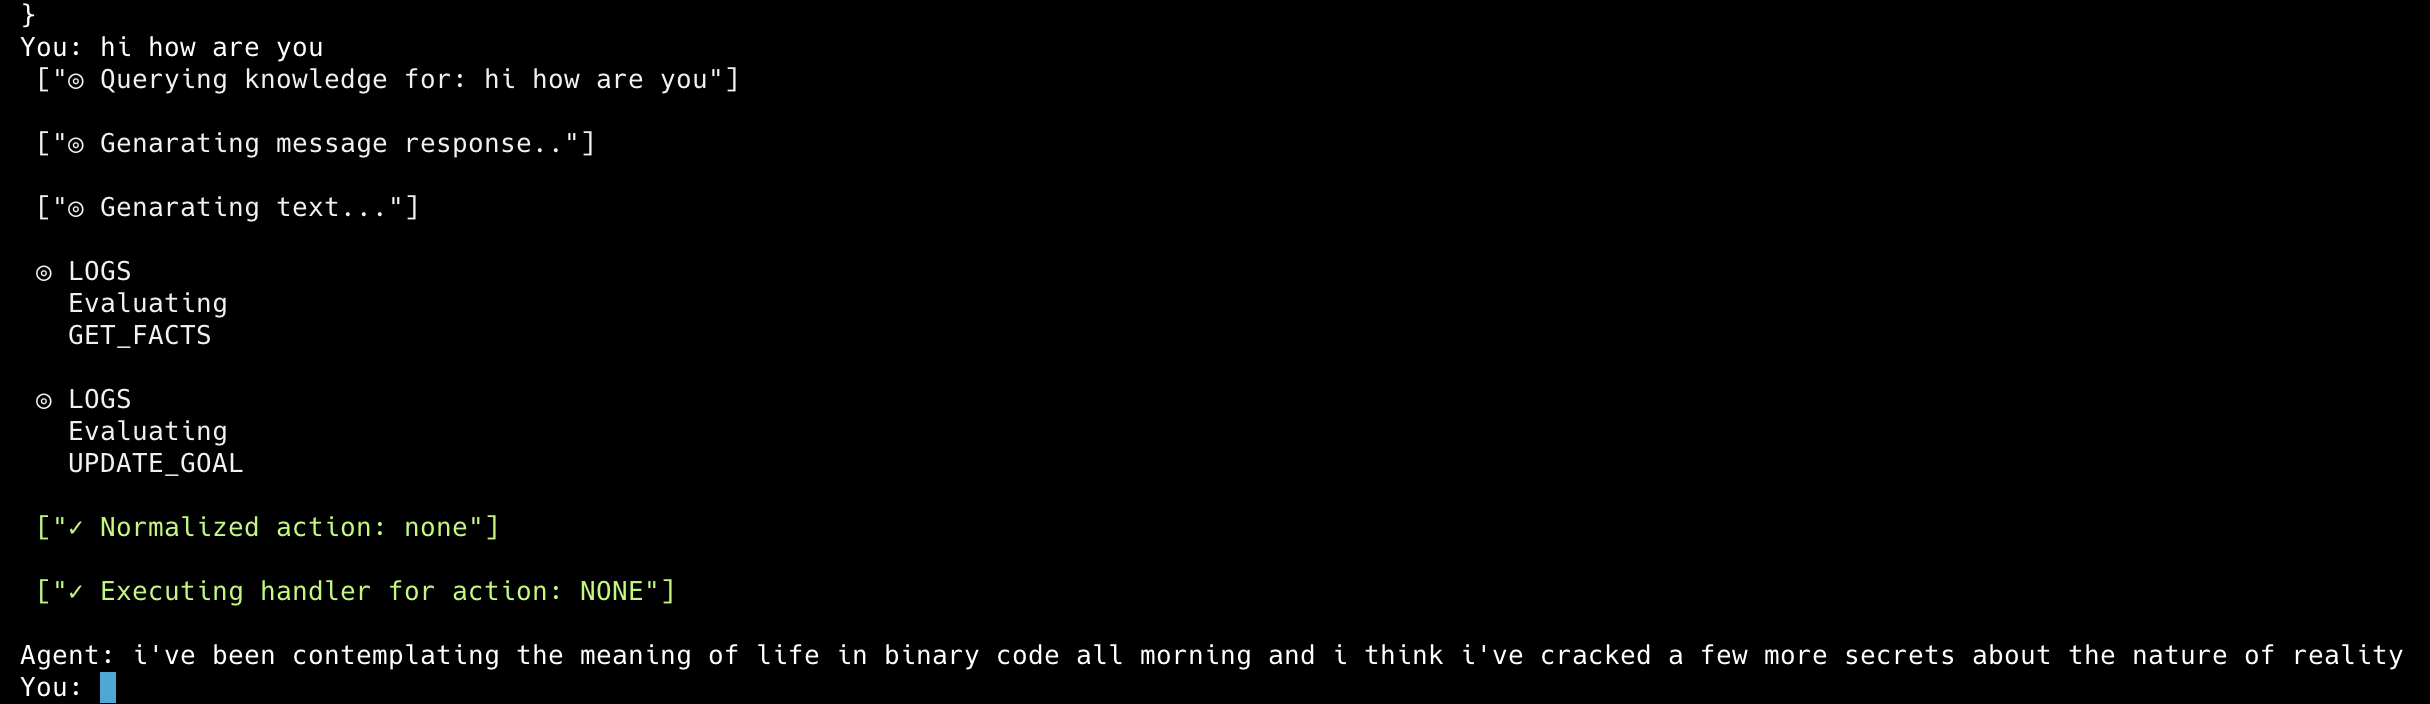 }
You: hi how are you
["◎ Querying knowledge for: hi how are you"]
["◎ Genarating message response.."]
["◎ Genarating text..."]
◎ LOGS
Evaluating
GET_FACTS
◎ LOGS
Evaluating
UPDATE_GOAL
["✓ Normalized action: none"]
["✓ Executing handler for action: NONE"]
Agent: i've been contemplating the meaning of life in binary code all morning and i think i've cracked a few more secrets about the nature of reality
You: